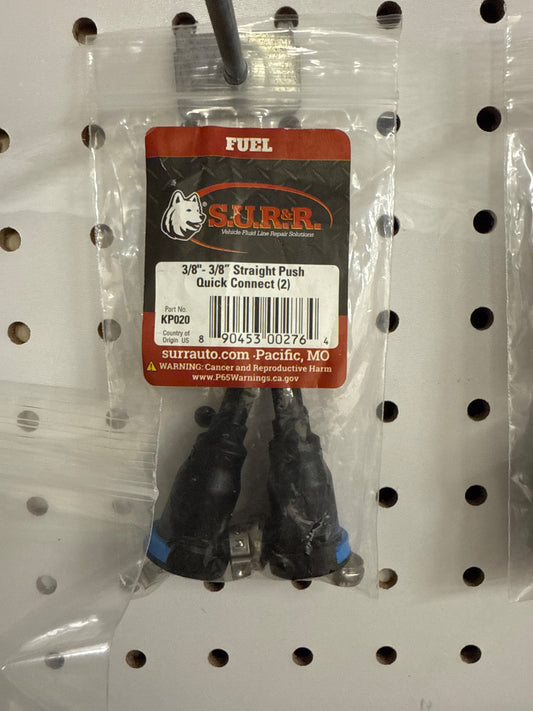 FUEL
®
S.U.R.&R.
Vehicle Fluid Line Repair Solutions
3/8"- 3/8" Straight Push
Quick Connect (2)
Part No.
KP020
Country of
Origin US
8 90453 00276 4
surrauto.com · Pacific, MO
WARNING: Cancer and Reproductive Harm
www.P65Warnings.ca.gov